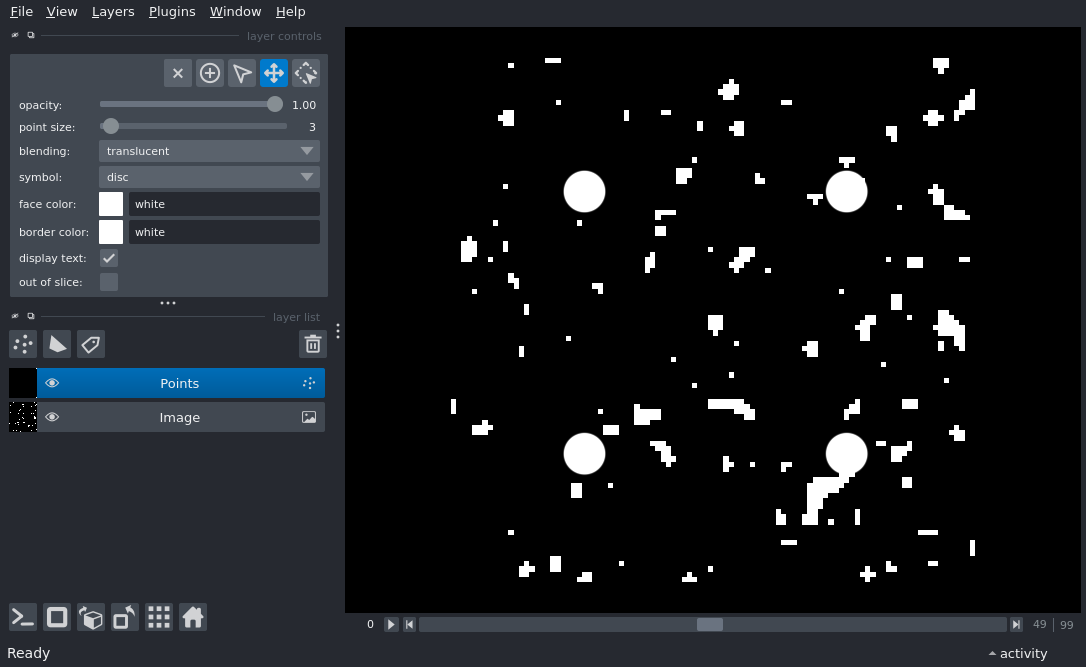 File View Layers Plugins Window Help
layer controls
opacity: 1.00
point size: 3
blending: translucent
symbol: disc
face color: white
border color: white
display text:
out of slice:
layer list
Points
Image
0 49 | 99
Ready activity